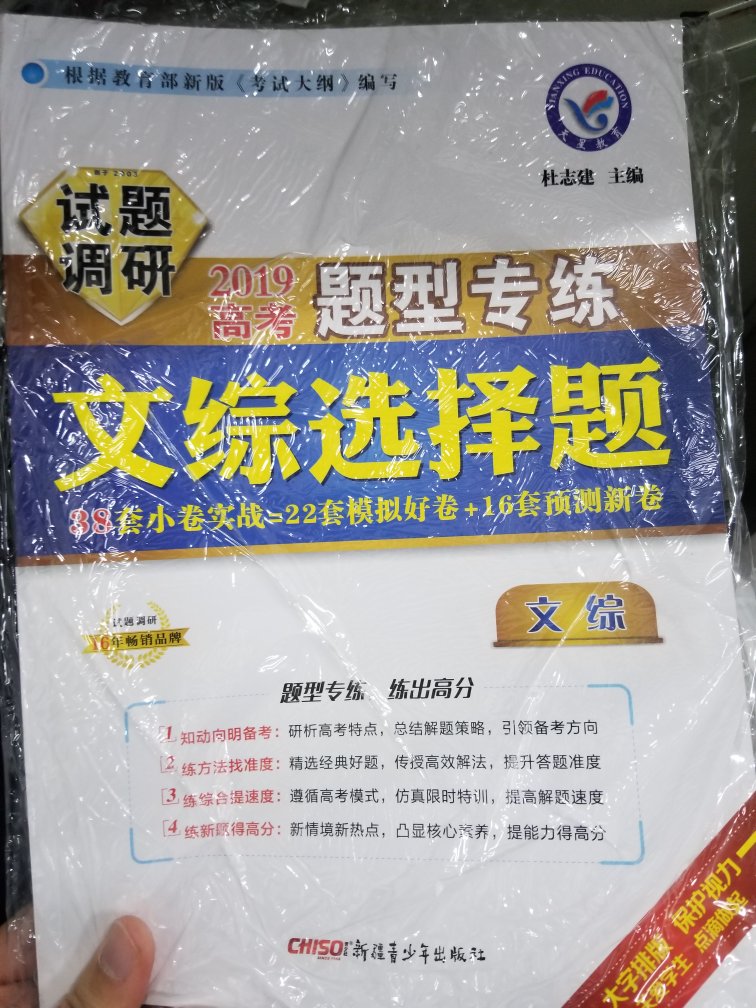 根据教育部新版《考试大纲》编写
TIANXING EDUCATION
天星教育
杜志建 主编
试题
调研
2019
高考
题型专练
文综选择题
38套小卷实战=22套模拟好卷+16套预测新卷
试题调研
16年畅销品牌
文综
题型专练 练出高分
1 知动向明备考：研析高考特点，总结解题策略，引领备考方向
2 练方法找准度：精选经典好题，传授高效解法，提升答题准度
3 练综合提速度：遵循高考模式，仿真限时特训，提高解题速度
4 练新题得高分：新情境新热点，凸显核心素养，提能力得高分
大字排版 保护视力
CHISO 新疆青少年出版社